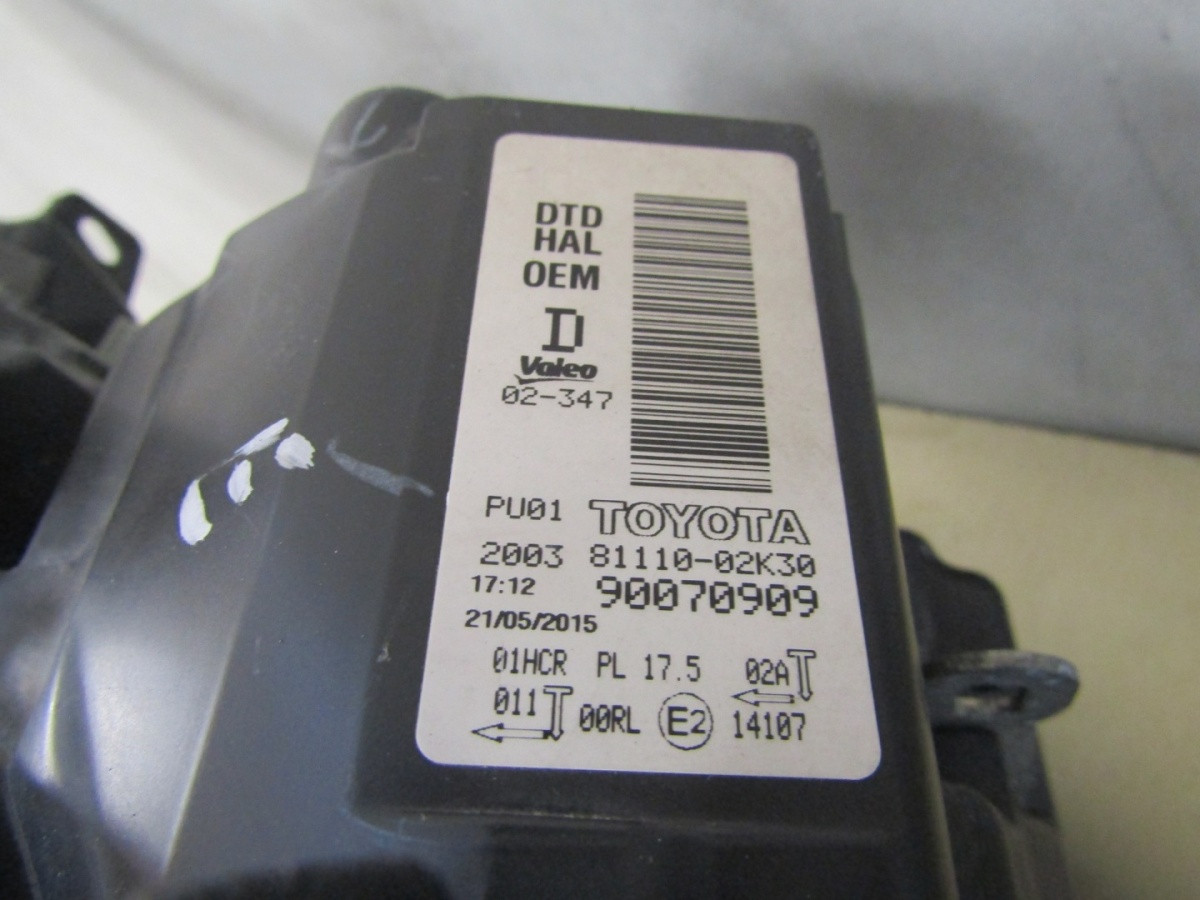 DTD
HAL
OEM
D
Valeo
02-347
PU01 TOYOTA
2003 81110-02K30
17:12 90070909
21/05/2015
01HCR PL 17.5 02A
011 00RL E2 14107